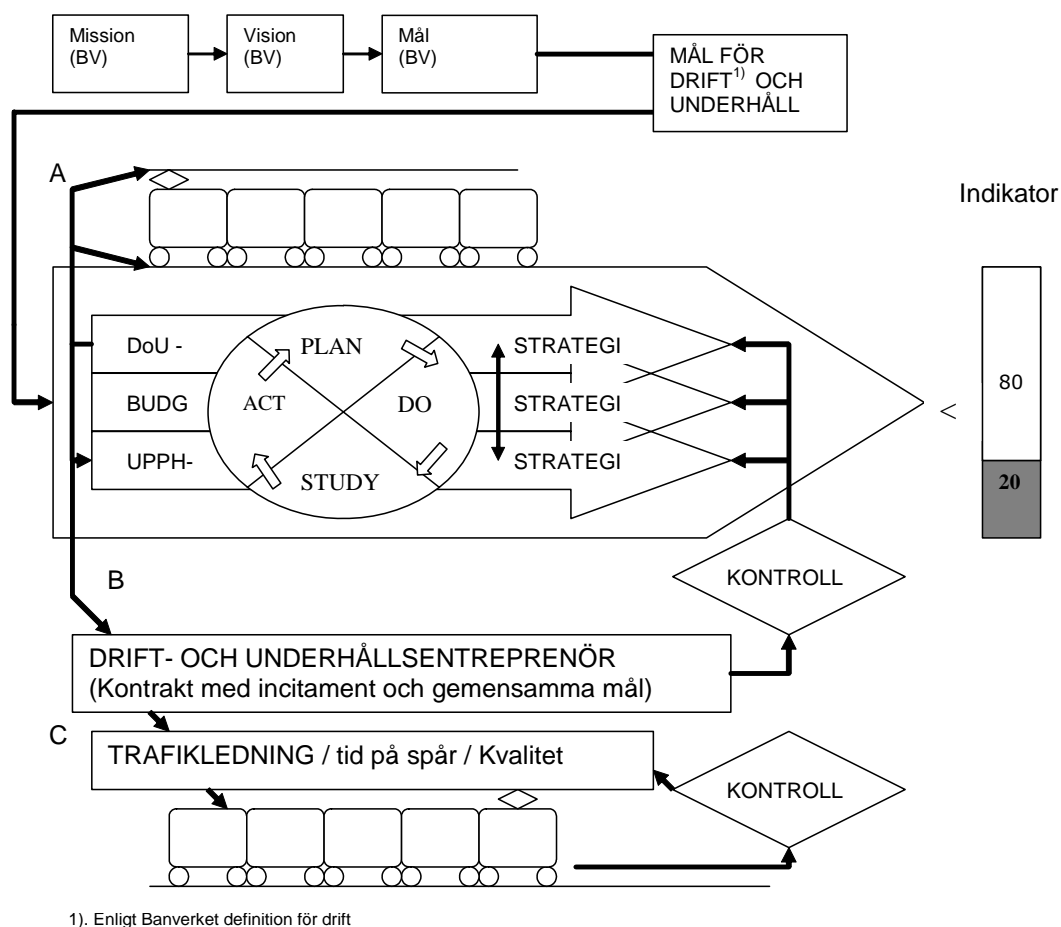 Mission
(BV)
Vision
(BV)
Mål
(BV)
MÅL FÖR
DRIFT1) OCH
UNDERHÅLL
A
Indikator
DoU -
BUDG
UPPH-
PLAN
ACT
DO
STUDY
STRATEGI
STRATEGI
STRATEGI
<
80
20
KONTROLL
B
DRIFT- OCH UNDERHÅLLSENTREPRENÖR
(Kontrakt med incitament och gemensamma mål)
C
TRAFIKLEDNING / tid på spår / Kvalitet
KONTROLL
1). Enligt Banverket definition för drift